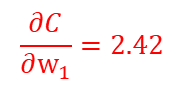 ∂C/∂w₁ = 2.42